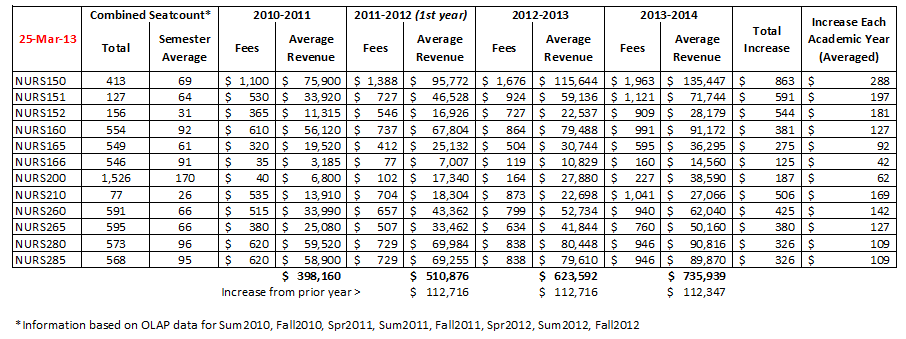 25-Mar-13 Combined Seatcount* 2010-2011 2011-2012 (1st year) 2012-2013 2013-2014 Total Increase Increase Each Academic Year (Averaged)
Total Semester Average Fees Average Revenue Fees Average Revenue Fees Average Revenue Fees Average Revenue
NURS150 413 69 $ 1,100 $ 75,900 $ 1,388 $ 95,772 $ 1,676 $ 115,644 $ 1,963 $ 135,447 $ 863 $ 288
NURS151 127 64 $ 530 $ 33,920 $ 727 $ 46,528 $ 924 $ 59,136 $ 1,121 $ 71,744 $ 591 $ 197
NURS152 156 31 $ 365 $ 11,315 $ 546 $ 16,926 $ 727 $ 22,537 $ 909 $ 28,179 $ 544 $ 181
NURS160 554 92 $ 610 $ 56,120 $ 737 $ 67,804 $ 864 $ 79,488 $ 991 $ 91,172 $ 381 $ 127
NURS165 549 61 $ 320 $ 19,520 $ 412 $ 25,132 $ 504 $ 30,744 $ 595 $ 36,295 $ 275 $ 92
NURS166 546 91 $ 35 $ 3,185 $ 77 $ 7,007 $ 119 $ 10,829 $ 160 $ 14,560 $ 125 $ 42
NURS200 1,526 170 $ 40 $ 6,800 $ 102 $ 17,340 $ 164 $ 27,880 $ 227 $ 38,590 $ 187 $ 62
NURS210 77 26 $ 535 $ 13,910 $ 704 $ 18,304 $ 873 $ 22,698 $ 1,041 $ 27,066 $ 506 $ 169
NURS260 591 66 $ 515 $ 33,990 $ 657 $ 43,362 $ 799 $ 52,734 $ 940 $ 62,040 $ 425 $ 142
NURS265 595 66 $ 380 $ 25,080 $ 507 $ 33,462 $ 634 $ 41,844 $ 760 $ 50,160 $ 380 $ 127
NURS280 573 96 $ 620 $ 59,520 $ 729 $ 69,984 $ 838 $ 80,448 $ 946 $ 90,816 $ 326 $ 109
NURS285 568 95 $ 620 $ 58,900 $ 729 $ 69,255 $ 838 $ 79,610 $ 946 $ 89,870 $ 326 $ 109
$ 398,160 $ 510,876 $ 623,592 $ 735,939
Increase from prior year > $ 112,716 $ 112,716 $ 112,347
*Information based on OLAP data for Sum2010, Fall2010, Spr2011, Sum2011, Fall2011, Spr2012, Sum2012, Fall2012